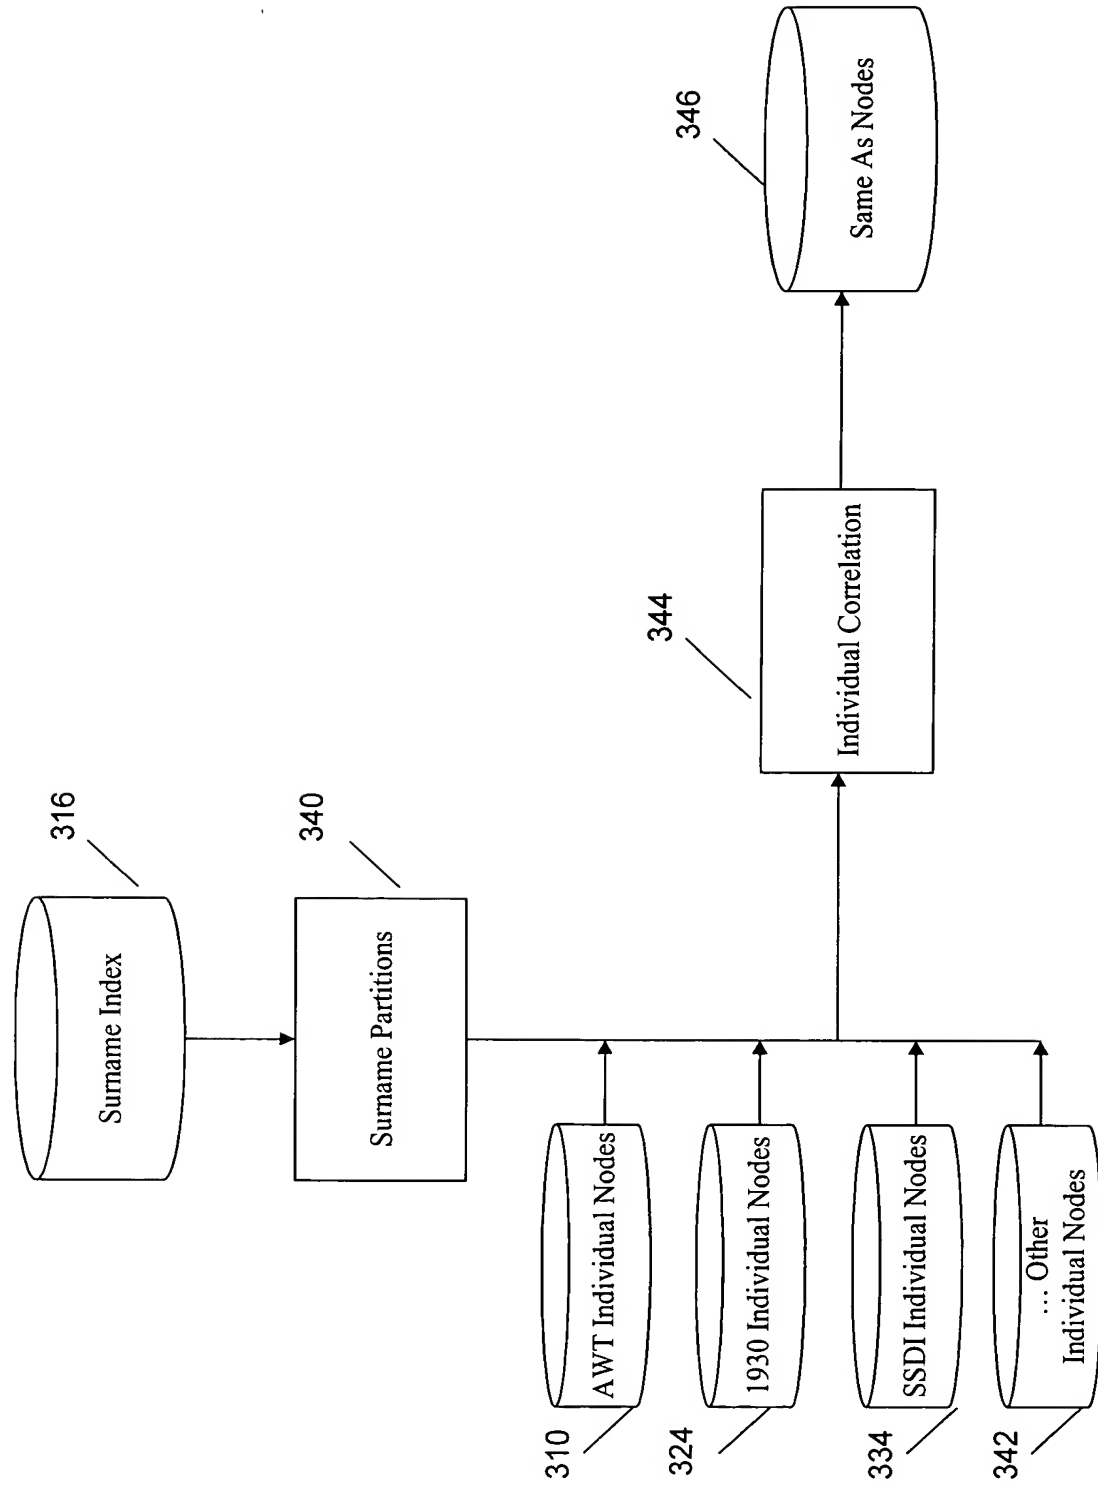 316
Surname Index
340
Surname Partitions
310
AWT Individual Nodes
324
1930 Individual Nodes
334
SSDI Individual Nodes
342
... Other
Individual Nodes
344
Individual Correlation
346
Same As Nodes